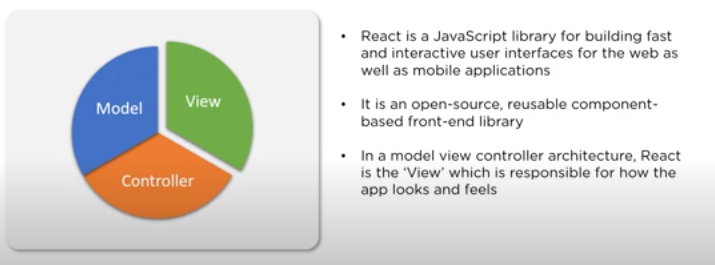 Model
View
Controller
• React is a JavaScript library for building fast
and interactive user interfaces for the web as
well as mobile applications
• It is an open-source, reusable component-
based front-end library
• In a model view controller architecture, React
is the ‘View’ which is responsible for how the
app looks and feels